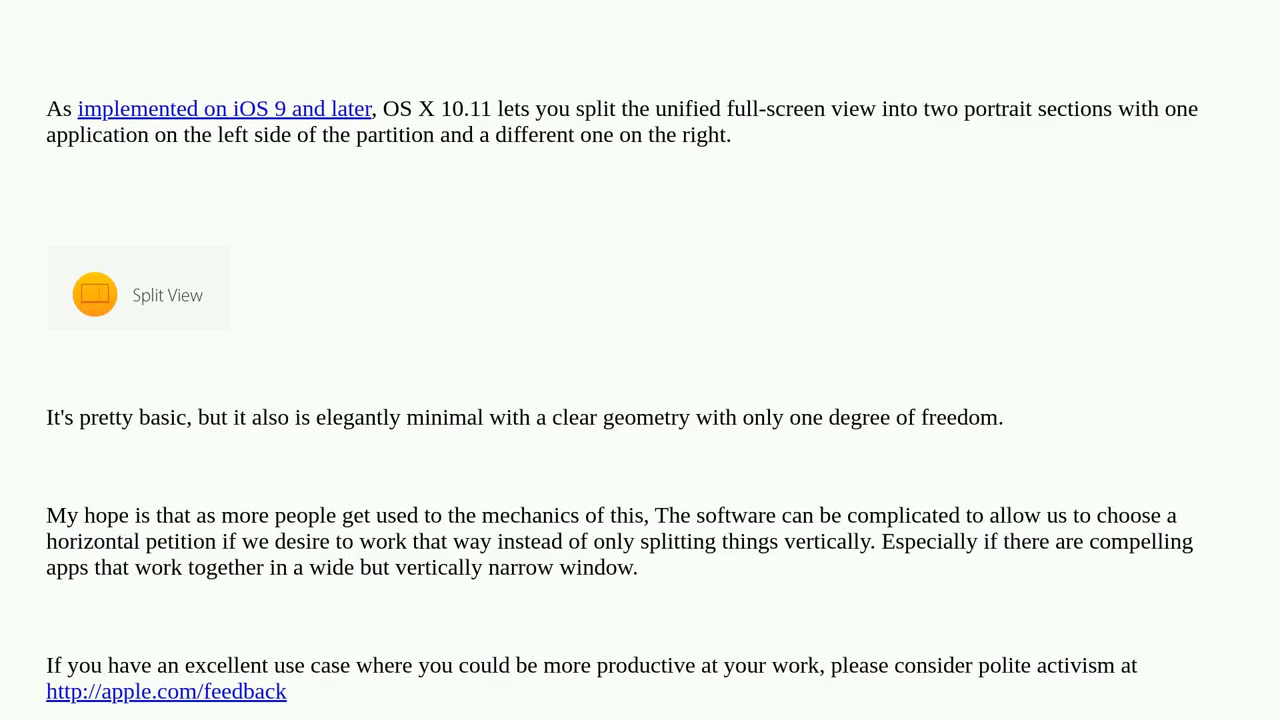 As implemented on iOS 9 and later, OS X 10.11 lets you split the unified full-screen view into two portrait sections with one
application on the left side of the partition and a different one on the right.
Split View
It's pretty basic, but it also is elegantly minimal with a clear geometry with only one degree of freedom.
My hope is that as more people get used to the mechanics of this, The software can be complicated to allow us to choose a
horizontal petition if we desire to work that way instead of only splitting things vertically. Especially if there are compelling
apps that work together in a wide but vertically narrow window.
If you have an excellent use case where you could be more productive at your work, please consider polite activism at
http://apple.com/feedback